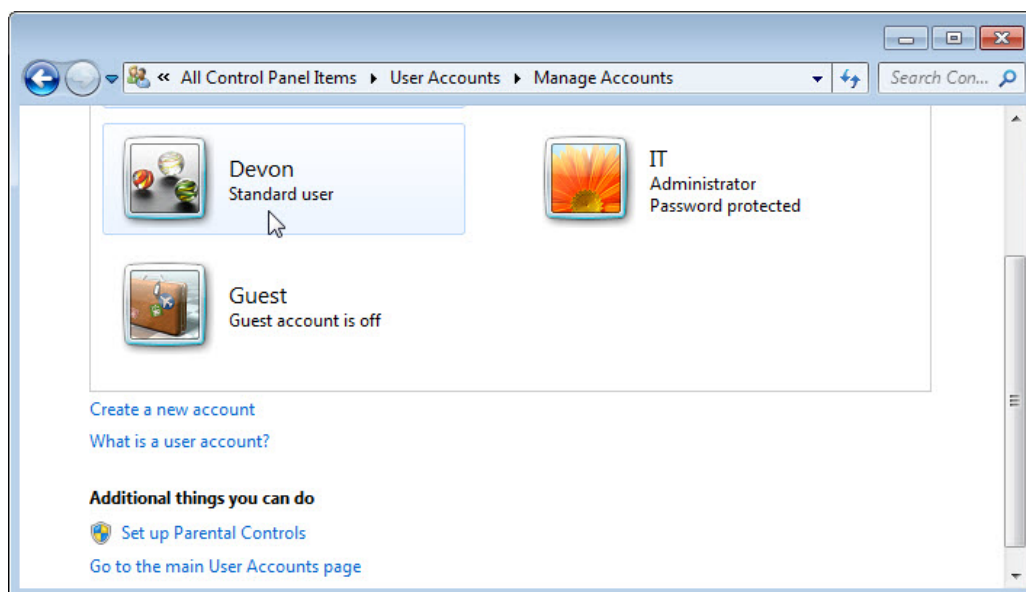 « All Control Panel Items ▸ User Accounts ▸ Manage Accounts
Search Con...
Devon
Standard user
IT
Administrator
Password protected
Guest
Guest account is off
Create a new account
What is a user account?
Additional things you can do
Set up Parental Controls
Go to the main User Accounts page